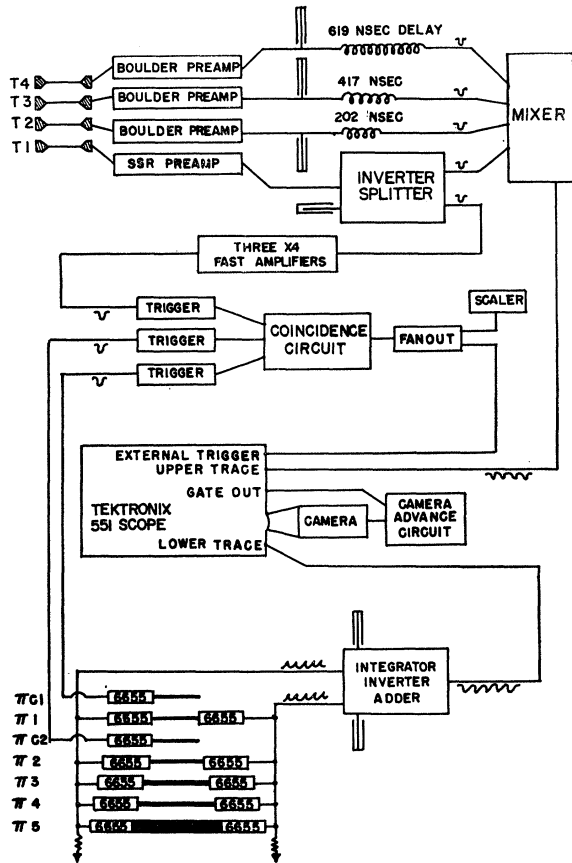 619 NSEC DELAY
T4 BOULDER PREAMP
T3 BOULDER PREAMP 417 NSEC
T2 BOULDER PREAMP 202 NSEC
MIXER
T1 SSR PREAMP
INVERTER
SPLITTER
THREE X4
FAST AMPLIFIERS
SCALER
TRIGGER
TRIGGER
TRIGGER
COINCIDENCE
CIRCUIT
FANOUT
EXTERNAL TRIGGER
UPPER TRACE
GATE OUT
TEKTRONIX
551 SCOPE
LOWER TRACE
CAMERA
CAMERA
ADVANCE
CIRCUIT
INTEGRATOR
INVERTER
ADDER
πG1 6655
π1 6655 6655
πG2 6655
π2 6655 6655
π3 6655 6655
π4 6655 6655
π5 6655 6655